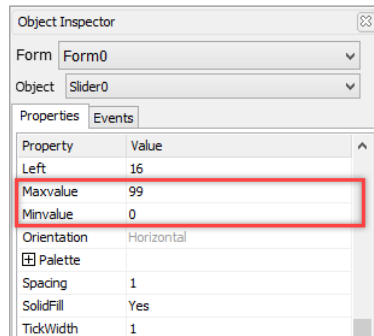 Object Inspector
Form Form0
Object Slider0
Properties Events
Property Value
Left 16
Maxvalue 99
Minvalue 0
Orientation Horizontal
Palette
Spacing 1
SolidFill Yes
TickWidth 1